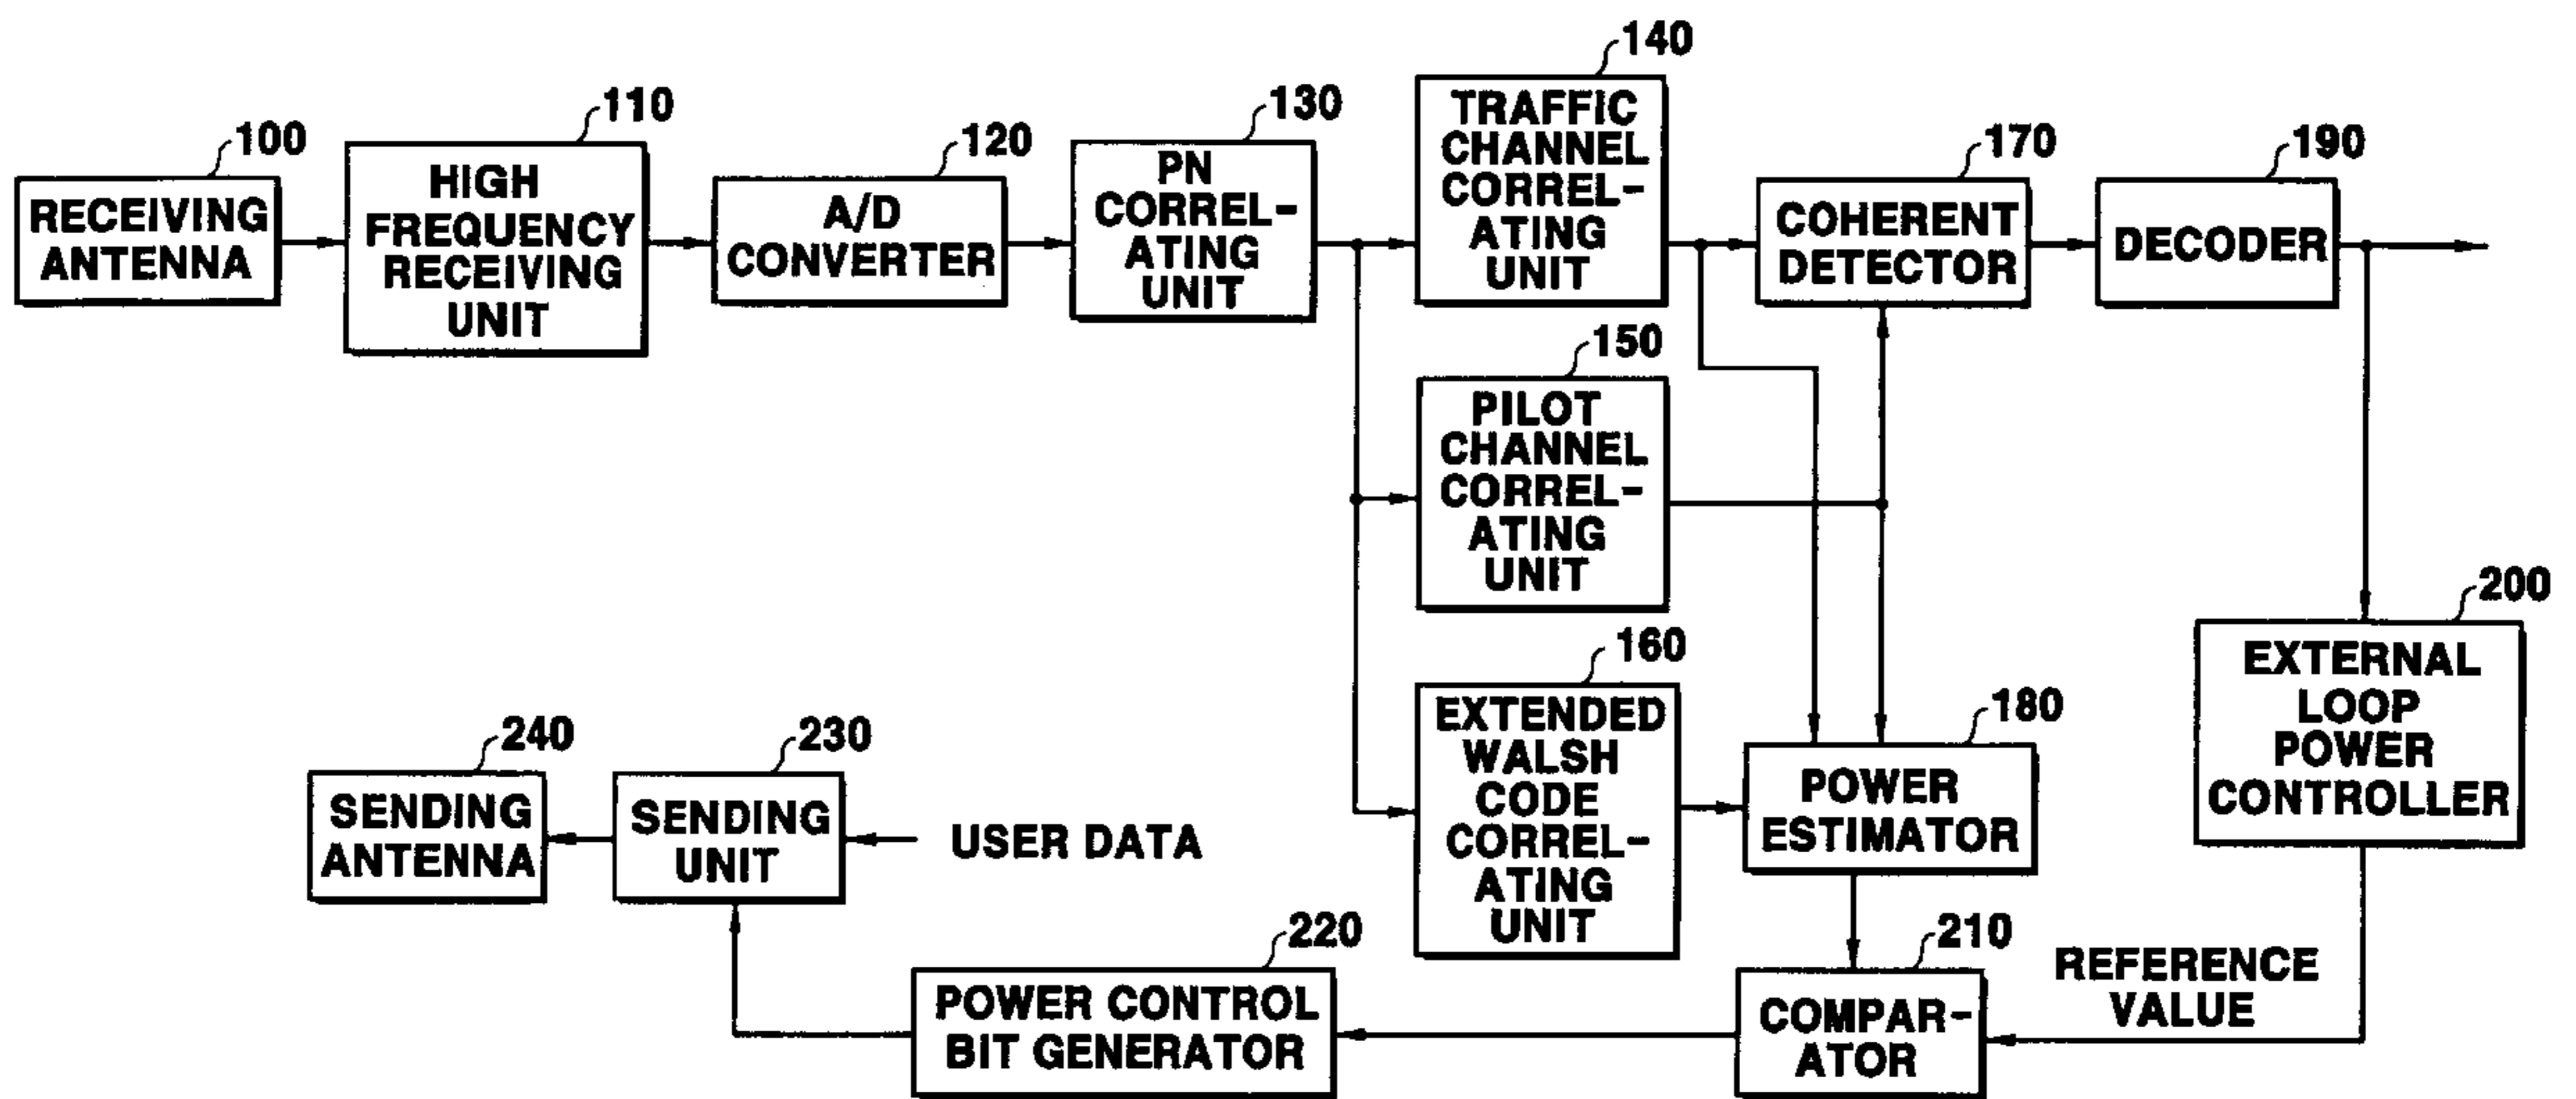 100
RECEIVING
ANTENNA
110
HIGH
FREQUENCY
RECEIVING
UNIT
120
A/D
CONVERTER
130
PN
CORREL-
ATING
UNIT
140
TRAFFIC
CHANNEL
CORREL-
ATING
UNIT
170
COHERENT
DETECTOR
190
DECODER
150
PILOT
CHANNEL
CORREL-
ATING
UNIT
200
EXTERNAL
LOOP
POWER
CONTROLLER
160
EXTENDED
WALSH
CODE
CORREL-
ATING
UNIT
180
POWER
ESTIMATOR
240
SENDING
ANTENNA
230
SENDING
UNIT
USER DATA
220
POWER CONTROL
BIT GENERATOR
210
COMPAR-
ATOR
REFERENCE
VALUE